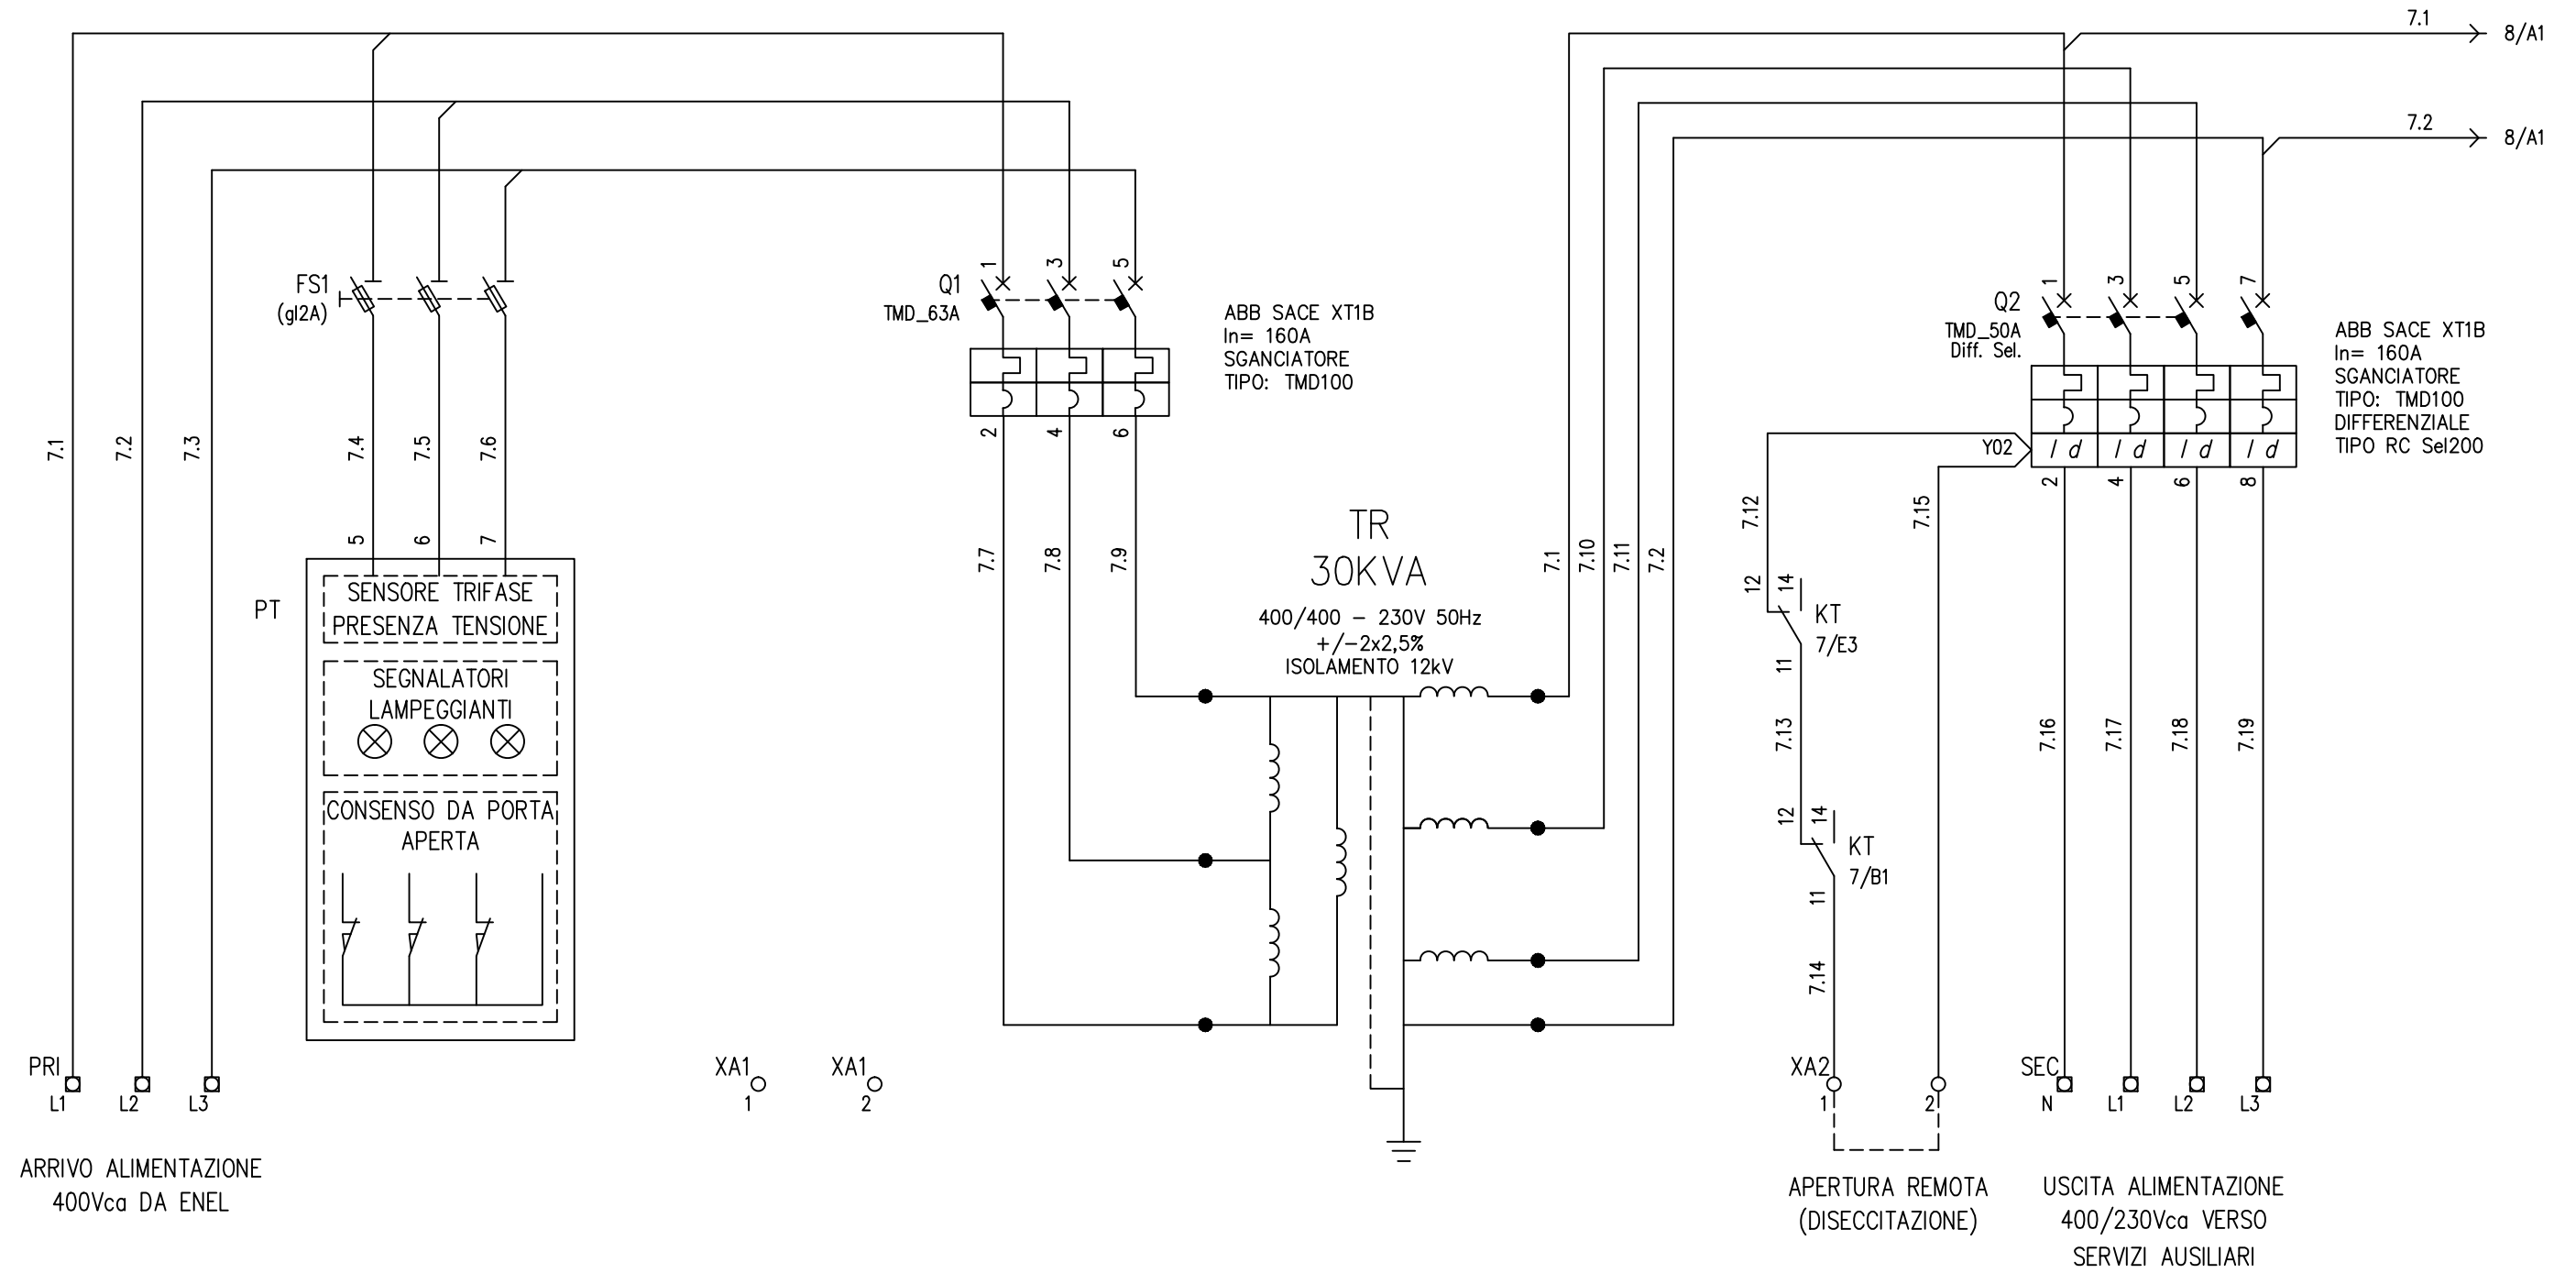 7.1
8/A1
7.2
8/A1
FS1
(gI2A)
Q1
TMD_63A
1
3
5
ABB SACE XT1B
In= 160A
SGANCIATORE
TIPO: TMD100
2
4
6
Q2
TMD_50A
Diff. Sel.
1
3
5
7
ABB SACE XT1B
In= 160A
SGANCIATORE
TIPO: TMD100
DIFFERENZIALE
TIPO RC Sel200
Y02
I d
I d
I d
I d
2
4
6
8
7.1
7.2
7.3
7.4
7.5
7.6
5
6
7
7.7
7.8
7.9
TR
30KVA
400/400 – 230V 50Hz
+/–2x2,5%
ISOLAMENTO 12kV
7.1
7.10
7.11
7.2
7.12
7.15
PT
SENSORE TRIFASE
PRESENZA TENSIONE
SEGNALATORI
LAMPEGGIANTI
CONSENSO DA PORTA
APERTA
12
14
KT
7/E3
11
7.13
12
14
KT
7/B1
11
7.14
7.16
7.17
7.18
7.19
PRI
L1
L2
L3
XA1
1
XA1
2
XA2
1
2
SEC
N
L1
L2
L3
ARRIVO ALIMENTAZIONE
400Vca DA ENEL
APERTURA REMOTA
(DISECCITAZIONE)
USCITA ALIMENTAZIONE
400/230Vca VERSO
SERVIZI AUSILIARI